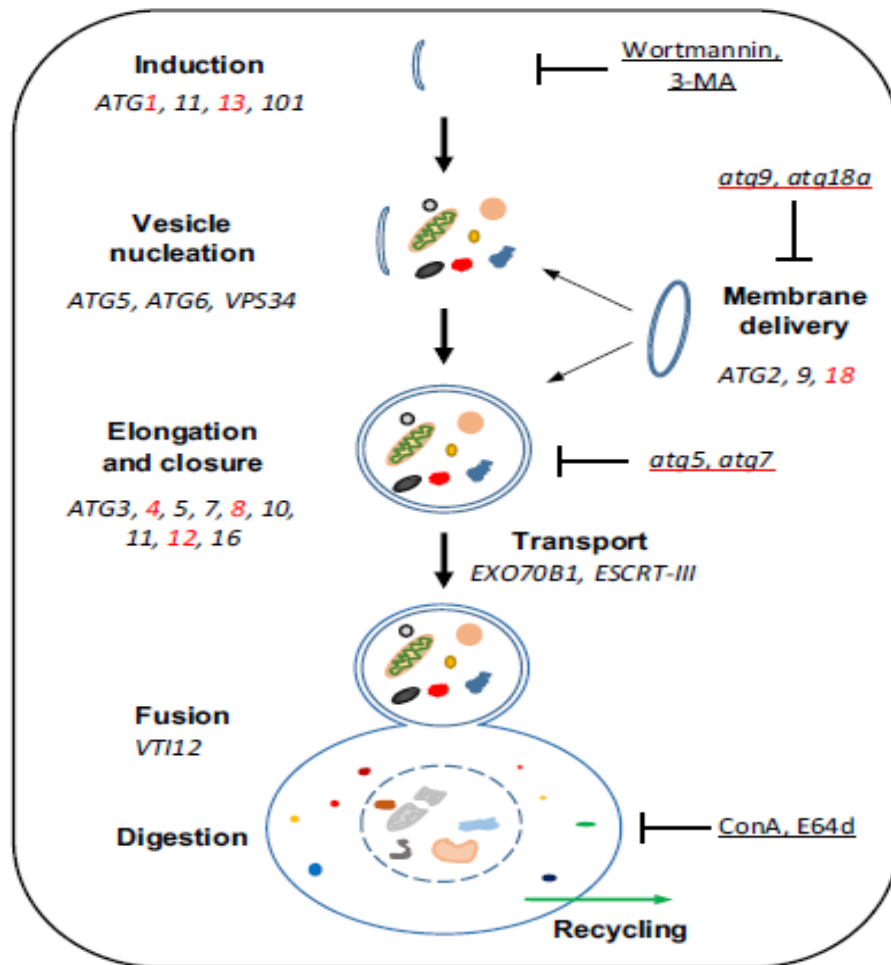 Induction
ATG1, 11, 13, 101
Wortmannin,
3-MA
atg9, atg18a
Vesicle
nucleation
ATG5, ATG6, VPS34
Membrane
delivery
ATG2, 9, 18
Elongation
and closure
ATG3, 4, 5, 7, 8, 10,
11, 12, 16
atg5, atg7
Transport
EXO70B1, ESCRT-III
Fusion
VTI12
Digestion
ConA, E64d
Recycling